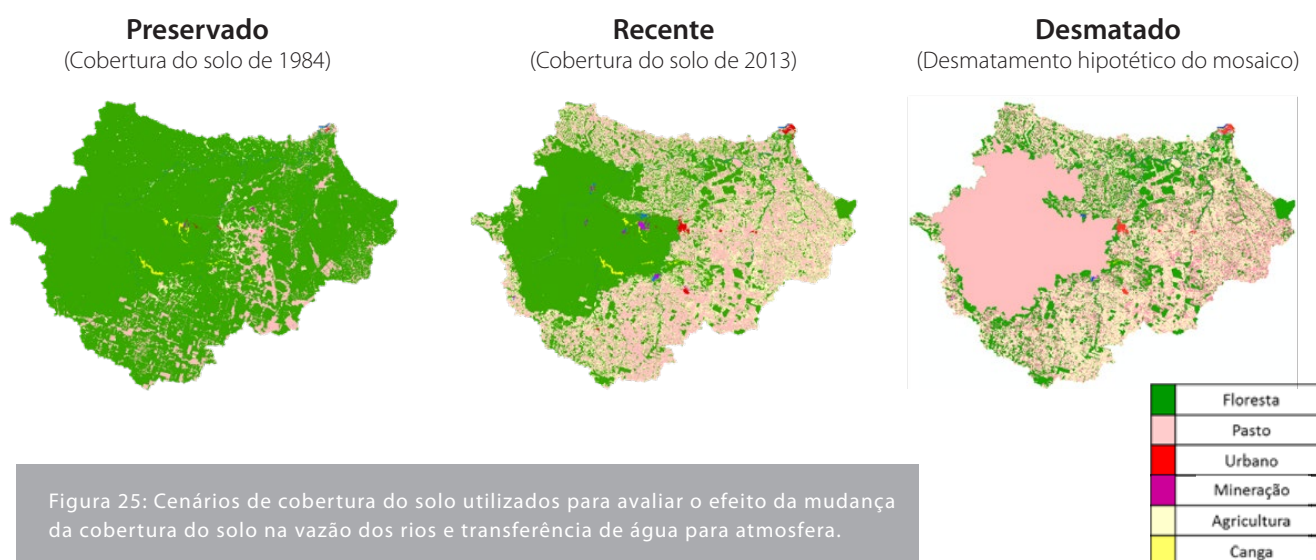 Preservado
(Cobertura do solo de 1984)
Recente
(Cobertura do solo de 2013)
Desmatado
(Desmatamento hipotético do mosaico)
Floresta
Pasto
Urbano
Mineração
Agricultura
Canga
Figura 25: Cenários de cobertura do solo utilizados para avaliar o efeito da mudança
da cobertura do solo na vazão dos rios e transferência de água para atmosfera.